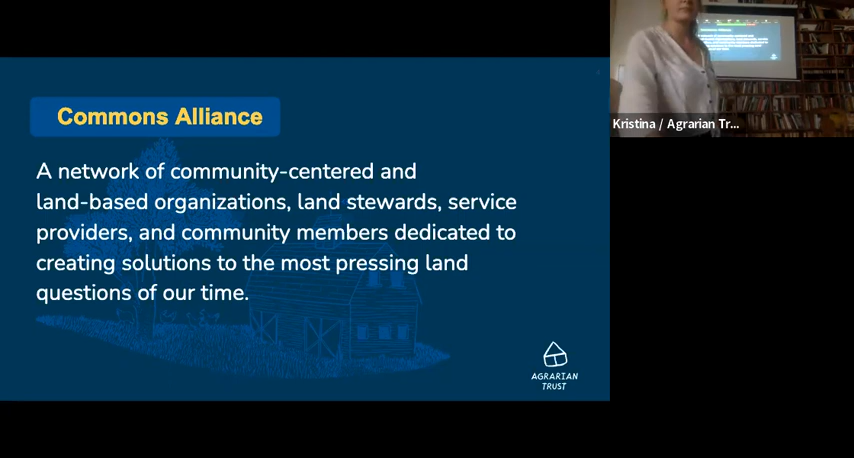 Commons Alliance
A network of community-centered and
land-based organizations, land stewards, service
providers, and community members dedicated to
creating solutions to the most pressing land
questions of our time.
AGRARIAN
TRUST
Kristina / Agrarian Tr...